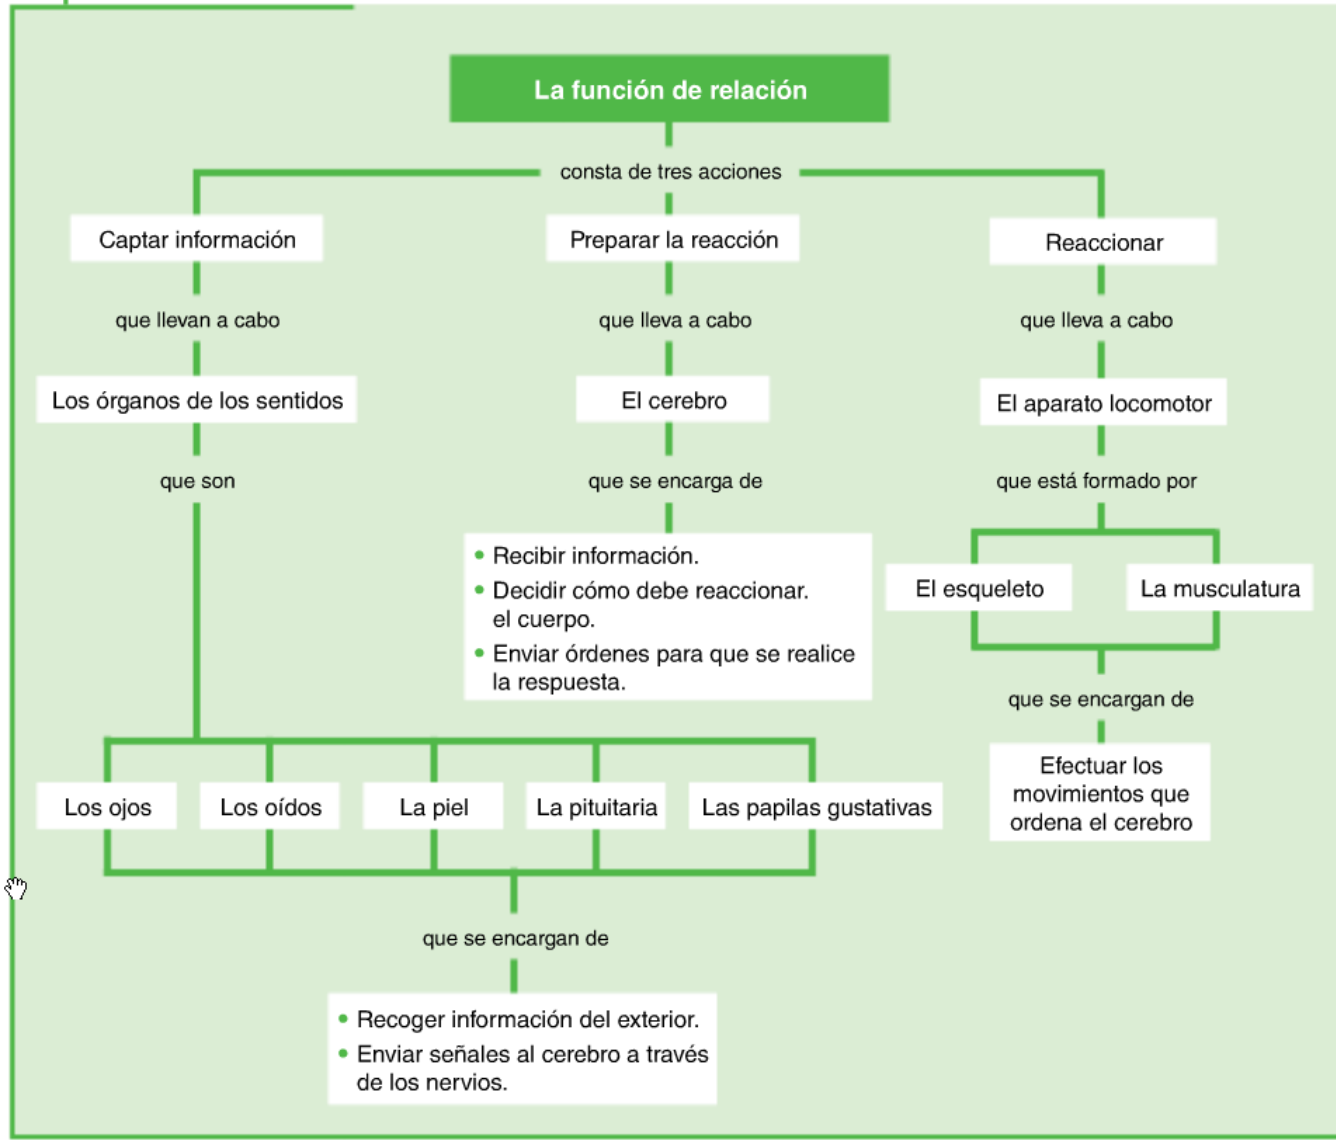 La función de relación
consta de tres acciones
Captar información
Preparar la reacción
Reaccionar
que llevan a cabo
que lleva a cabo
que lleva a cabo
Los órganos de los sentidos
El cerebro
El aparato locomotor
que son
que se encarga de
que está formado por
• Recibir información.
• Decidir cómo debe reaccionar.
el cuerpo.
• Enviar órdenes para que se realice
la respuesta.
El esqueleto
La musculatura
que se encargan de
Efectuar los
movimientos que
ordena el cerebro
Los ojos
Los oídos
La piel
La pituitaria
Las papilas gustativas
que se encargan de
• Recoger información del exterior.
• Enviar señales al cerebro a través
de los nervios.